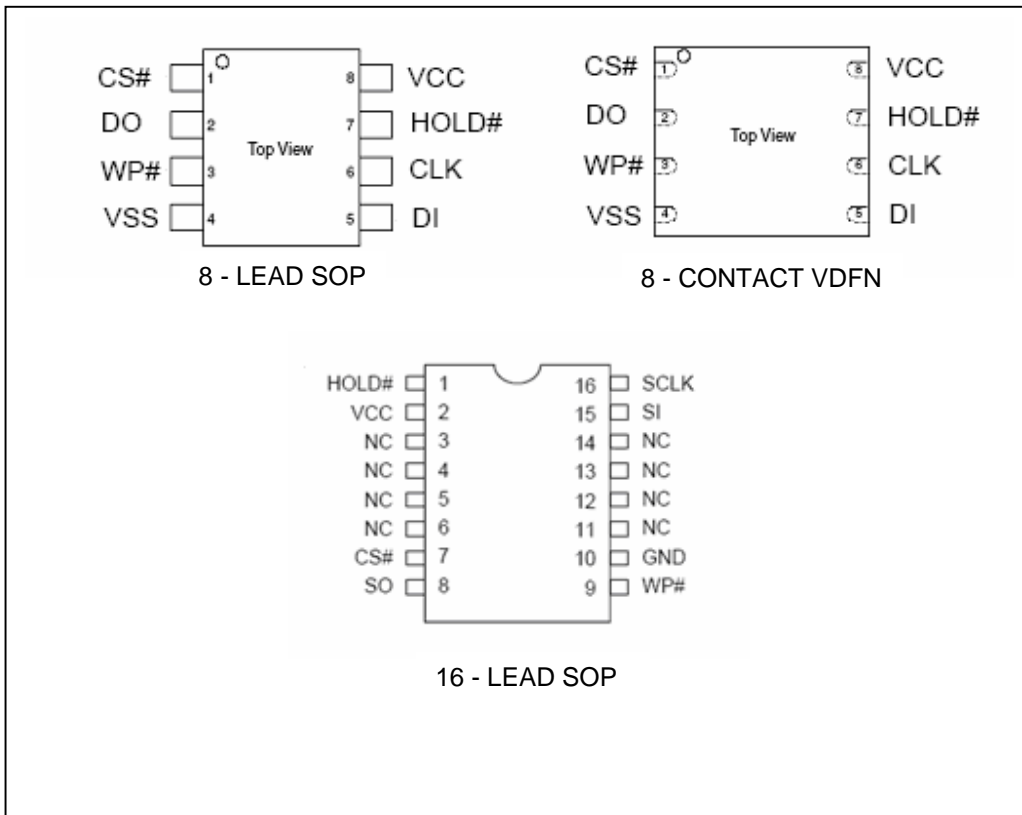 CS# 1 8 VCC
DO 2 7 HOLD#
Top View
WP# 3 6 CLK
VSS 4 5 DI
8 - LEAD SOP
CS# 1 8 VCC
DO 2 7 HOLD#
Top View
WP# 3 6 CLK
VSS 4 5 DI
8 - CONTACT VDFN
HOLD# 1 16 SCLK
VCC 2 15 SI
NC 3 14 NC
NC 4 13 NC
NC 5 12 NC
NC 6 11 NC
CS# 7 10 GND
SO 8 9 WP#
16 - LEAD SOP